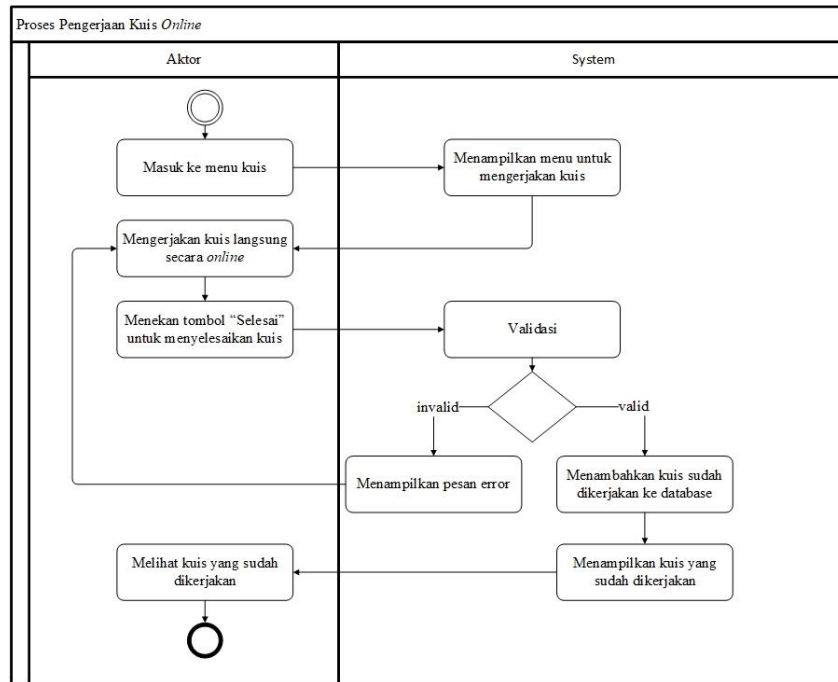 Proses Pengerjaan Kuis Online
Aktor
System
Masuk ke menu kuis
Menampilkan menu untuk
mengerjakan kuis
Mengerjakan kuis langsung
secara online
Menekan tombol “Selesai”
untuk menyelesaikan kuis
Validasi
invalid
valid
Menampilkan pesan error
Menambahkan kuis sudah
dikerjakan ke database
Melihat kuis yang sudah
dikerjakan
Menampilkan kuis yang
sudah dikerjakan